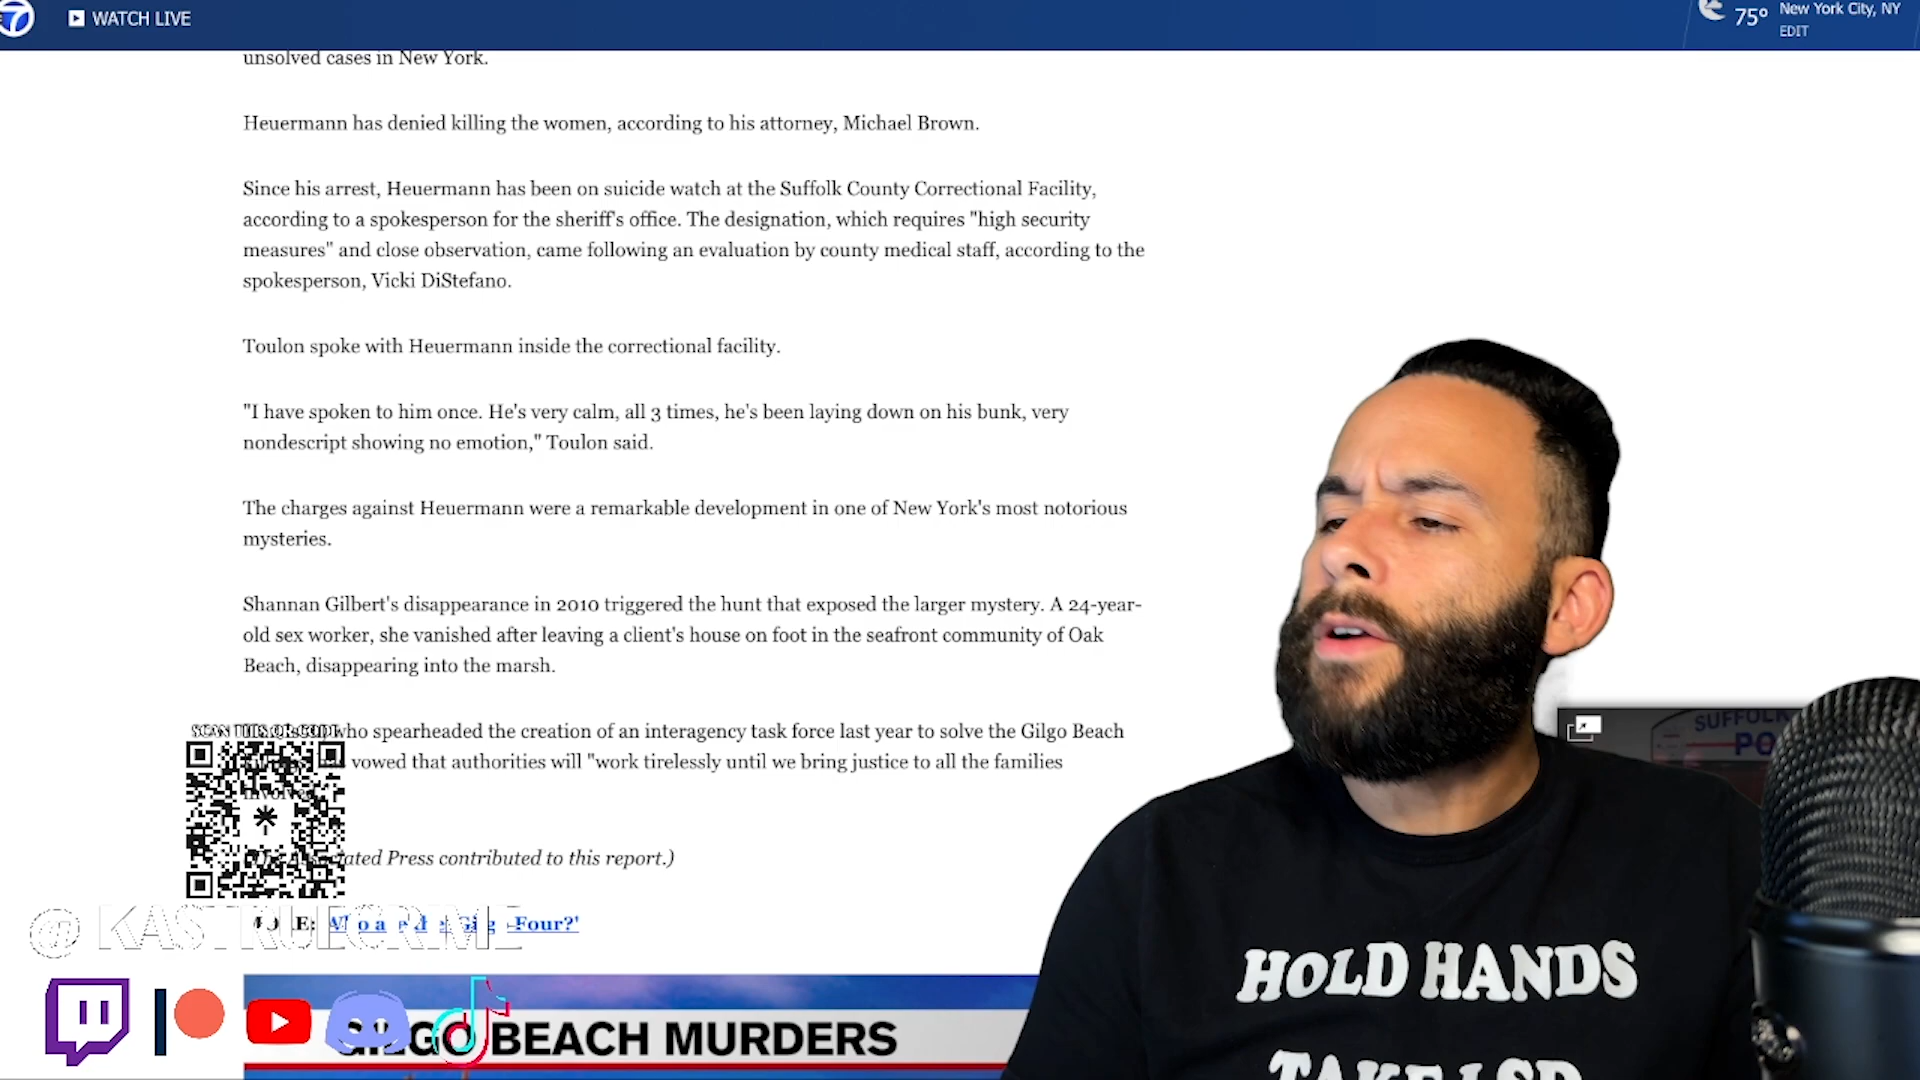 WATCH LIVE
75°
New York City, NY
EDIT
unsolved cases in New York.
Heuermann has denied killing the women, according to his attorney, Michael Brown.
Since his arrest, Heuermann has been on suicide watch at the Suffolk County Correctional Facility,
according to a spokesperson for the sheriff's office. The designation, which requires "high security
measures" and close observation, came following an evaluation by county medical staff, according to the
spokesperson, Vicki DiStefano.
Toulon spoke with Heuermann inside the correctional facility.
"I have spoken to him once. He's very calm, all 3 times, he's been laying down on his bunk, very
nondescript showing no emotion," Toulon said.
The charges against Heuermann were a remarkable development in one of New York's most notorious
mysteries.
Shannan Gilbert's disappearance in 2010 triggered the hunt that exposed the larger mystery. A 24-year-
old sex worker, she vanished after leaving a client's house on foot in the seafront community of Oak
Beach, disappearing into the marsh.
who spearheaded the creation of an interagency task force last year to solve the Gilgo Beach
vowed that authorities will "work tirelessly until we bring justice to all the families
Press contributed to this report.)
Four?'
@KASTRUECRIME
GILGO BEACH MURDERS
SUFFOLK
PO
HOLD HANDS
TAKE LSD